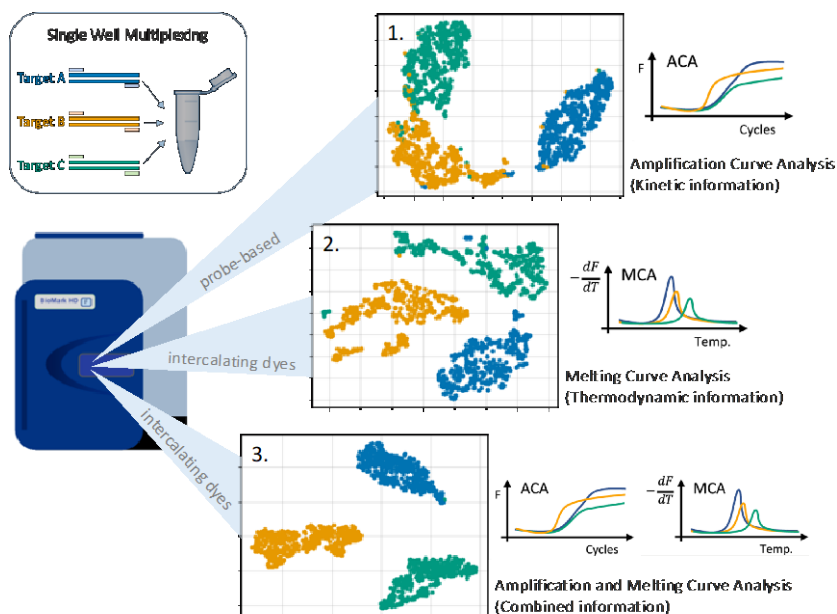 Single Well Multiplexing
Target A
Target B
Target C
BioMark HD
1.
probe-based
F
ACA
Cycles
Amplification Curve Analysis
(Kinetic information)
2.
intercalating dyes
-dF/dT
MCA
Temp.
Melting Curve Analysis
(Thermodynamic information)
3.
intercalating dyes
F
ACA
Cycles
-dF/dT
MCA
Temp.
Amplification and Melting Curve Analysis
(Combined information)